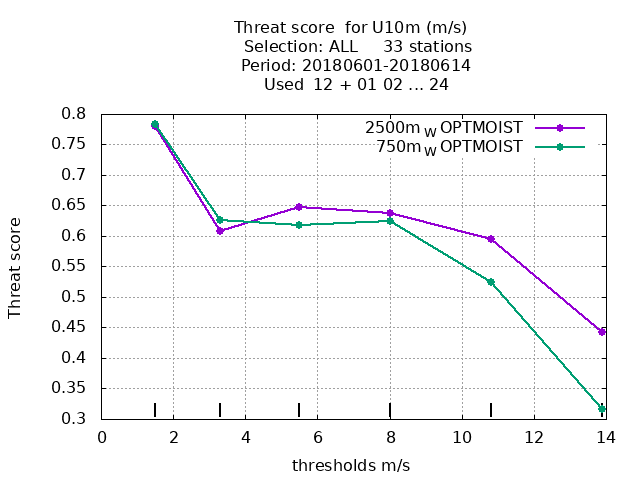 Threat score  for U10m (m/s)
Selection: ALL     33 stations
Period: 20180601-20180614
Used  12 + 01 02 ... 24
2500m W OPTMOIST
750m W OPTMOIST
Threat score
0.8
0.75
0.7
0.65
0.6
0.55
0.5
0.45
0.4
0.35
0.3
0 2 4 6 8 10 12 14
thresholds m/s